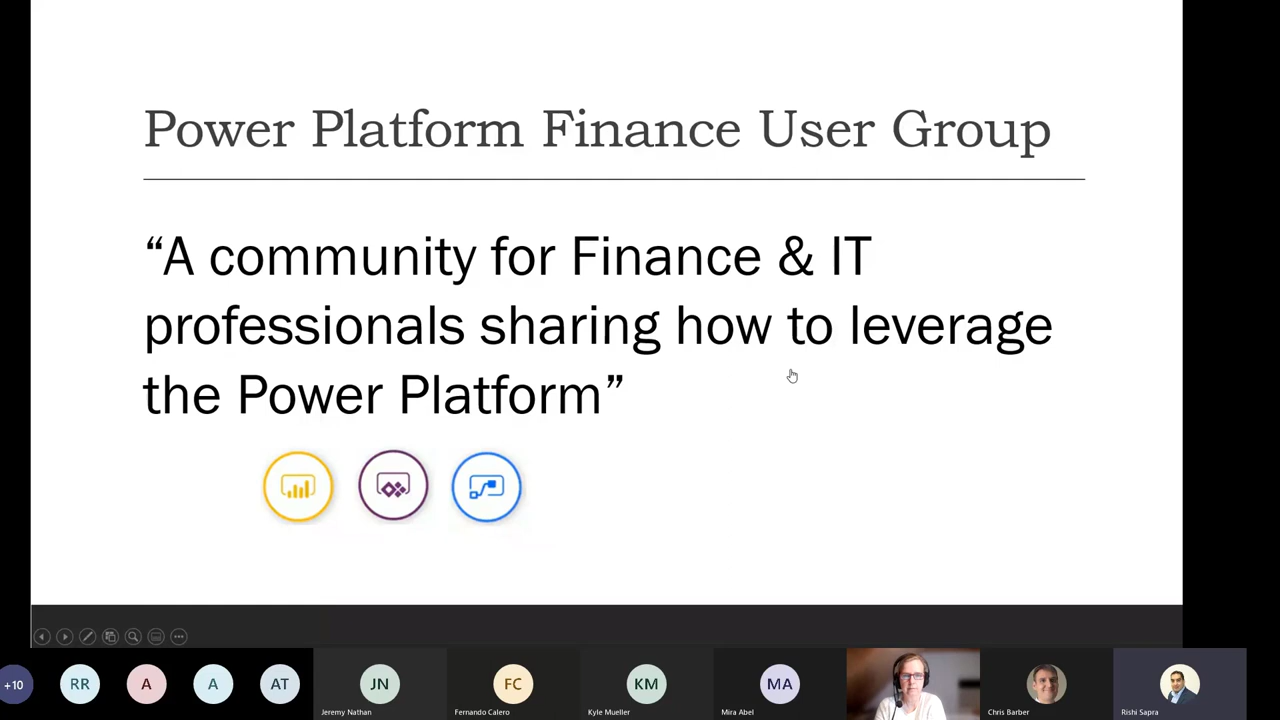 Power Platform Finance User Group
“A community for Finance & IT
professionals sharing how to leverage
the Power Platform”
+10
RR
A
A
AT
JN
FC
KM
MA
Jeremy Nathan
Fernando Calero
Kyle Mueller
Mira Abel
Chris Barber
Rishi Sapra